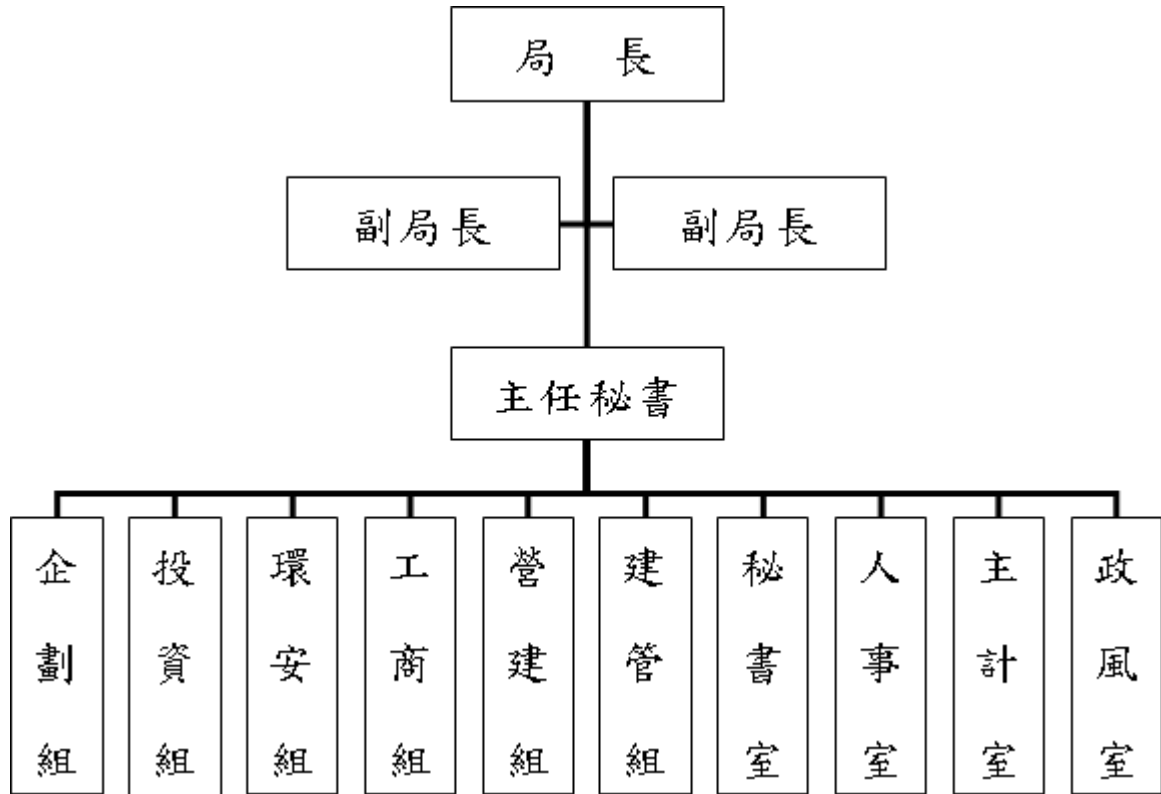 局 長
副局長
副局長
主任秘書
企劃組
投資組
環安組
工商組
營建組
建管組
秘書室
人事室
主計室
政風室